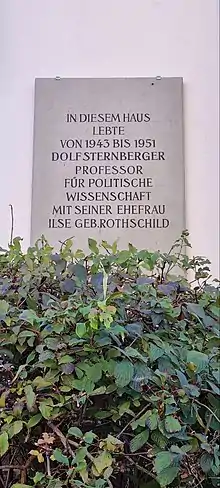 IN DIESEM HAUS
LEBTE
VON 1943 BIS 1951
DOLF STERNBERGER
PROFESSOR
FÜR POLITISCHE
WISSENSCHAFT
MIT SEINER EHEFRAU
ILSE GEB. ROTHSCHILD